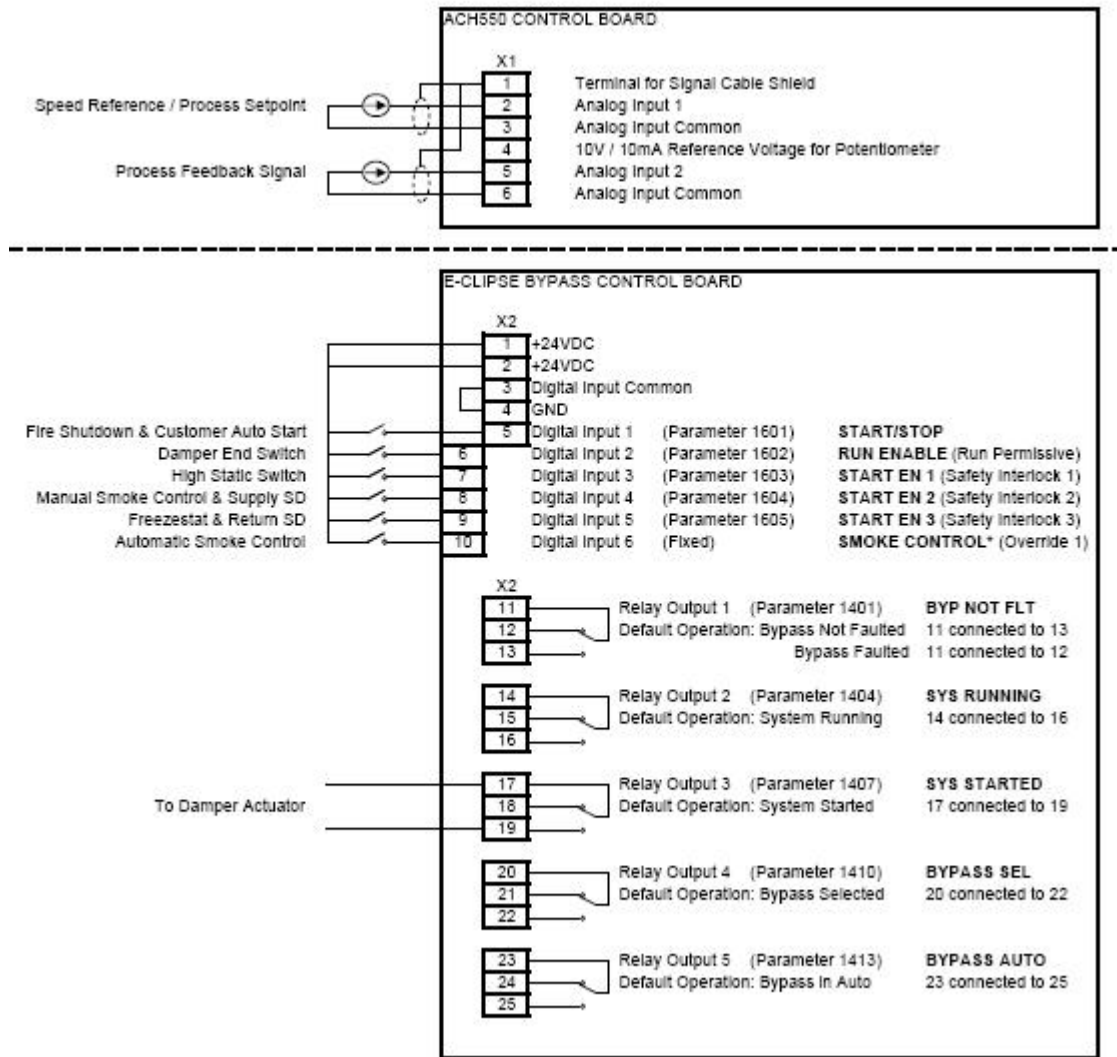 ACH550 CONTROL BOARD
X1
1 Terminal for Signal Cable Shield
Speed Reference / Process Setpoint 2 Analog Input 1
3 Analog Input Common
4 10V / 10mA Reference Voltage for Potentiometer
Process Feedback Signal 5 Analog Input 2
6 Analog Input Common
E-CLIPSE BYPASS CONTROL BOARD
X2
1 +24VDC
2 +24VDC
3 Digital Input Common
4 GND
Fire Shutdown & Customer Auto Start 5 Digital Input 1 (Parameter 1601) START/STOP
Damper End Switch 6 Digital Input 2 (Parameter 1602) RUN ENABLE (Run Permissive)
High Static Switch 7 Digital Input 3 (Parameter 1603) START EN 1 (Safety Interlock 1)
Manual Smoke Control & Supply SD 8 Digital Input 4 (Parameter 1604) START EN 2 (Safety Interlock 2)
Freezestat & Return SD 9 Digital Input 5 (Parameter 1605) START EN 3 (Safety Interlock 3)
Automatic Smoke Control 10 Digital Input 6 (Fixed) SMOKE CONTROL* (Override 1)
X2
11 Relay Output 1 (Parameter 1401) BYP NOT FLT
12 Default Operation: Bypass Not Faulted 11 connected to 13
13 Bypass Faulted 11 connected to 12
14 Relay Output 2 (Parameter 1404) SYS RUNNING
15 Default Operation: System Running 14 connected to 16
16
17 Relay Output 3 (Parameter 1407) SYS STARTED
To Damper Actuator 18 Default Operation: System Started 17 connected to 19
19
20 Relay Output 4 (Parameter 1410) BYPASS SEL
21 Default Operation: Bypass Selected 20 connected to 22
22
23 Relay Output 5 (Parameter 1413) BYPASS AUTO
24 Default Operation: Bypass In Auto 23 connected to 25
25